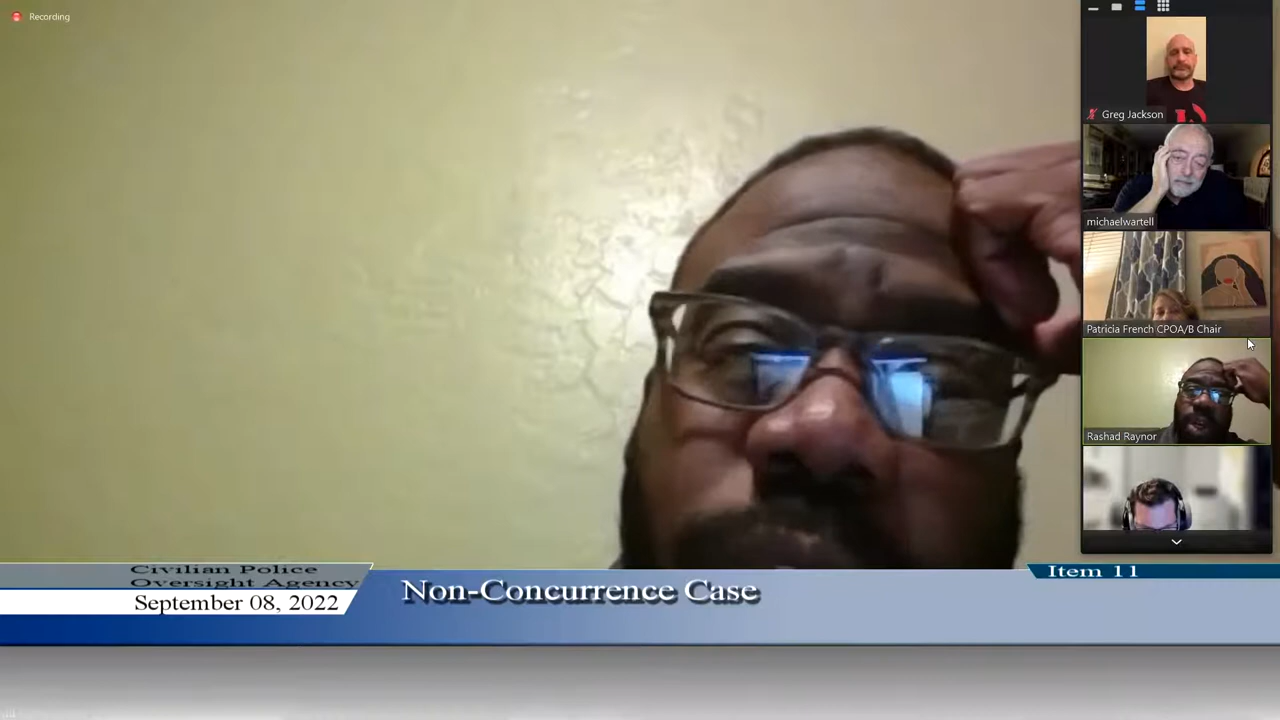 Recording
Greg Jackson
michaelwartell
Patricia French CPOA/B Chair
Rashad Raynor
Civilian Police
Oversight Agency
September 08, 2022
Non-Concurrence Case
Item 11